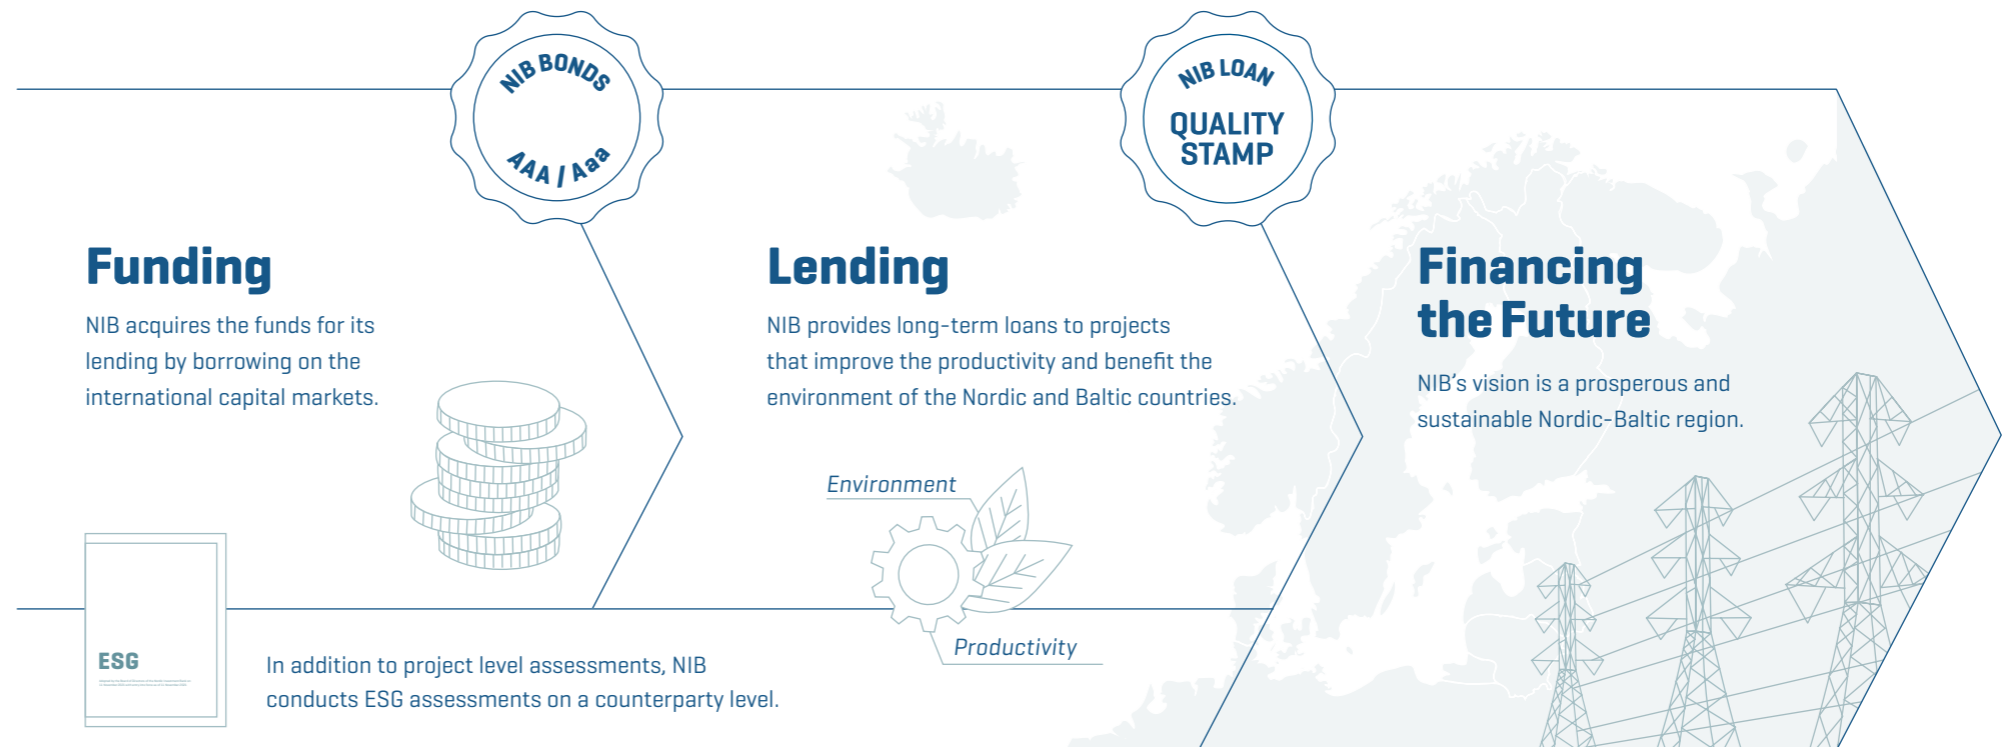 NIB BONDS
AAA / Aaa
NIB LOAN
QUALITY
STAMP
Funding
NIB acquires the funds for its
lending by borrowing on the
international capital markets.
Lending
NIB provides long-term loans to projects
that improve the productivity and benefit the
environment of the Nordic and Baltic countries.
Financing
the Future
NIB’s vision is a prosperous and
sustainable Nordic-Baltic region.
Environment
Productivity
ESG
In addition to project level assessments, NIB
conducts ESG assessments on a counterparty level.